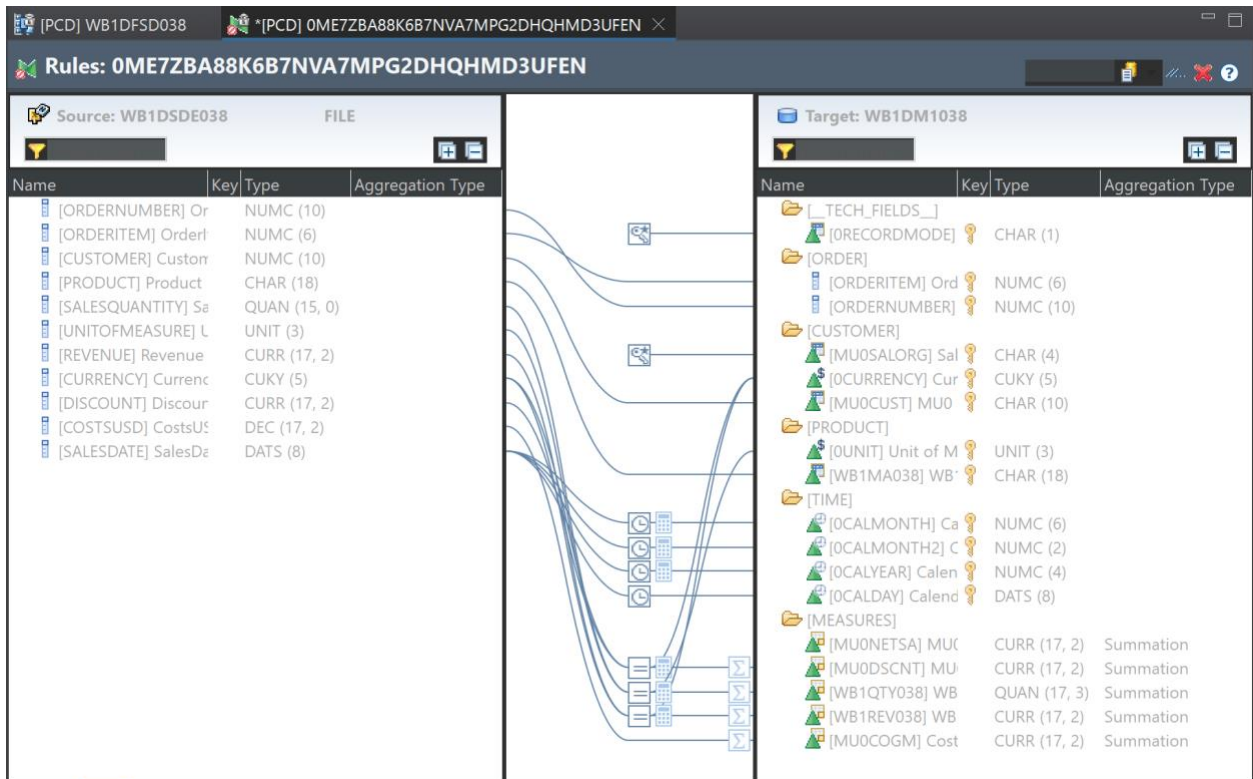 [PCD] WB1DFSD038 *[PCD] 0ME7ZBA88K6B7NVA7MPG2DHQHMD3UFEN
Rules: 0ME7ZBA88K6B7NVA7MPG2DHQHMD3UFEN
Source: WB1DSDE038 FILE
Name Key Type Aggregation Type
[ORDERNUMBER] Or NUMC (10)
[ORDERITEM] OrderI NUMC (6)
[CUSTOMER] Custom NUMC (10)
[PRODUCT] Product CHAR (18)
[SALESQUANTITY] Sa QUAN (15, 0)
[UNITOFMEASURE] U UNIT (3)
[REVENUE] Revenue CURR (17, 2)
[CURRENCY] Currenc CUKY (5)
[DISCOUNT] Discour CURR (17, 2)
[COSTSUSD] CostsUS DEC (17, 2)
[SALESDATE] SalesDa DATS (8)
Target: WB1DM1038
Name Key Type Aggregation Type
[__TECH_FIELDS__]
[0RECORDMODE] CHAR (1)
[ORDER]
[ORDERITEM] Ord NUMC (6)
[ORDERNUMBER] NUMC (10)
[CUSTOMER]
[MU0SALORG] Sal CHAR (4)
[0CURRENCY] Cur CUKY (5)
[MU0CUST] MU0 CHAR (10)
[PRODUCT]
[0UNIT] Unit of M UNIT (3)
[WB1MA038] WB1 CHAR (18)
[TIME]
[0CALMONTH] Ca NUMC (6)
[0CALMONTH2] C NUMC (2)
[0CALYEAR] Calen NUMC (4)
[0CALDAY] Calend DATS (8)
[MEASURES]
[MU0NETSA] MU0 CURR (17, 2) Summation
[MU0DSCNT] MU CURR (17, 2) Summation
[WB1QTY038] WB QUAN (17, 3) Summation
[WB1REV038] WB CURR (17, 2) Summation
[MU0COGM] Cost CURR (17, 2) Summation